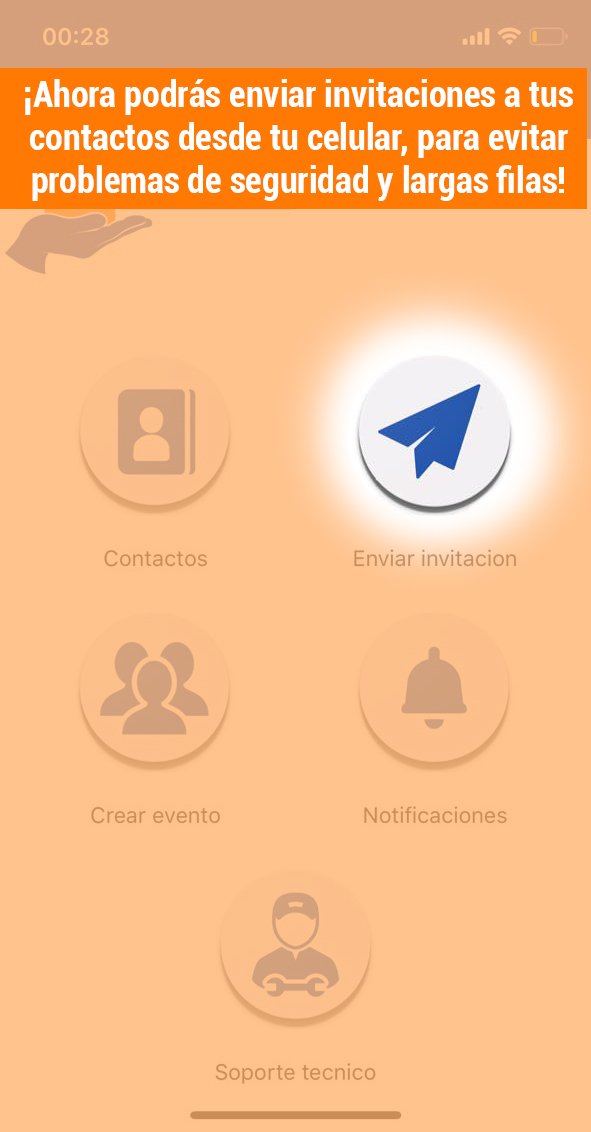 00:28
¡Ahora podrás enviar invitaciones a tus
contactos desde tu celular, para evitar
problemas de seguridad y largas filas!
Contactos
Enviar invitacion
Crear evento
Notificaciones
Soporte tecnico